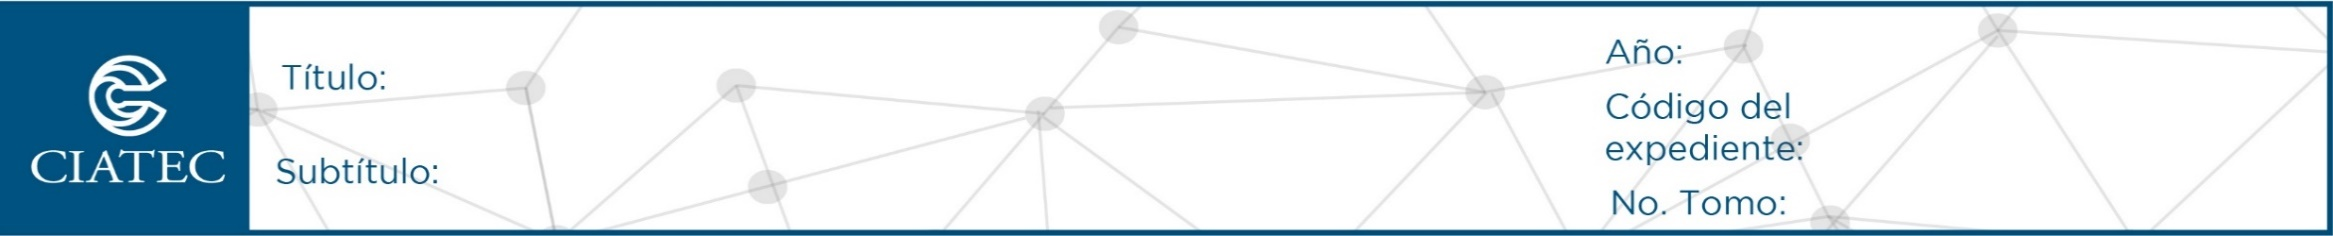 CIATEC
Título:
Subtítulo:
Año:
Código del
expediente:
No. Tomo: